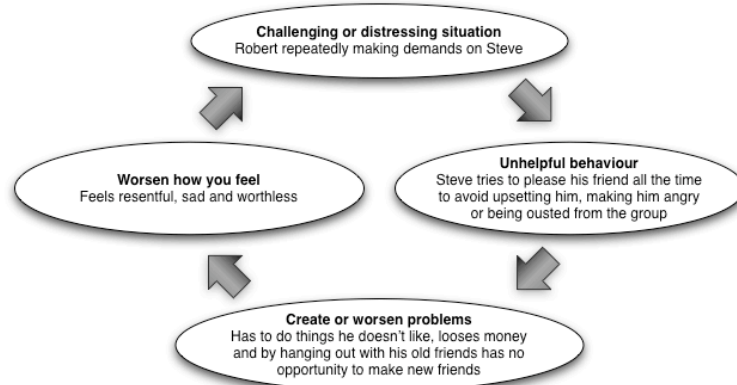 Challenging or distressing situation
Robert repeatedly making demands on Steve
Unhelpful behaviour
Steve tries to please his friend all the time
to avoid upsetting him, making him angry
or being ousted from the group
Create or worsen problems
Has to do things he doesn't like, looses money
and by hanging out with his old friends has no
opportunity to make new friends
Worsen how you feel
Feels resentful, sad and worthless